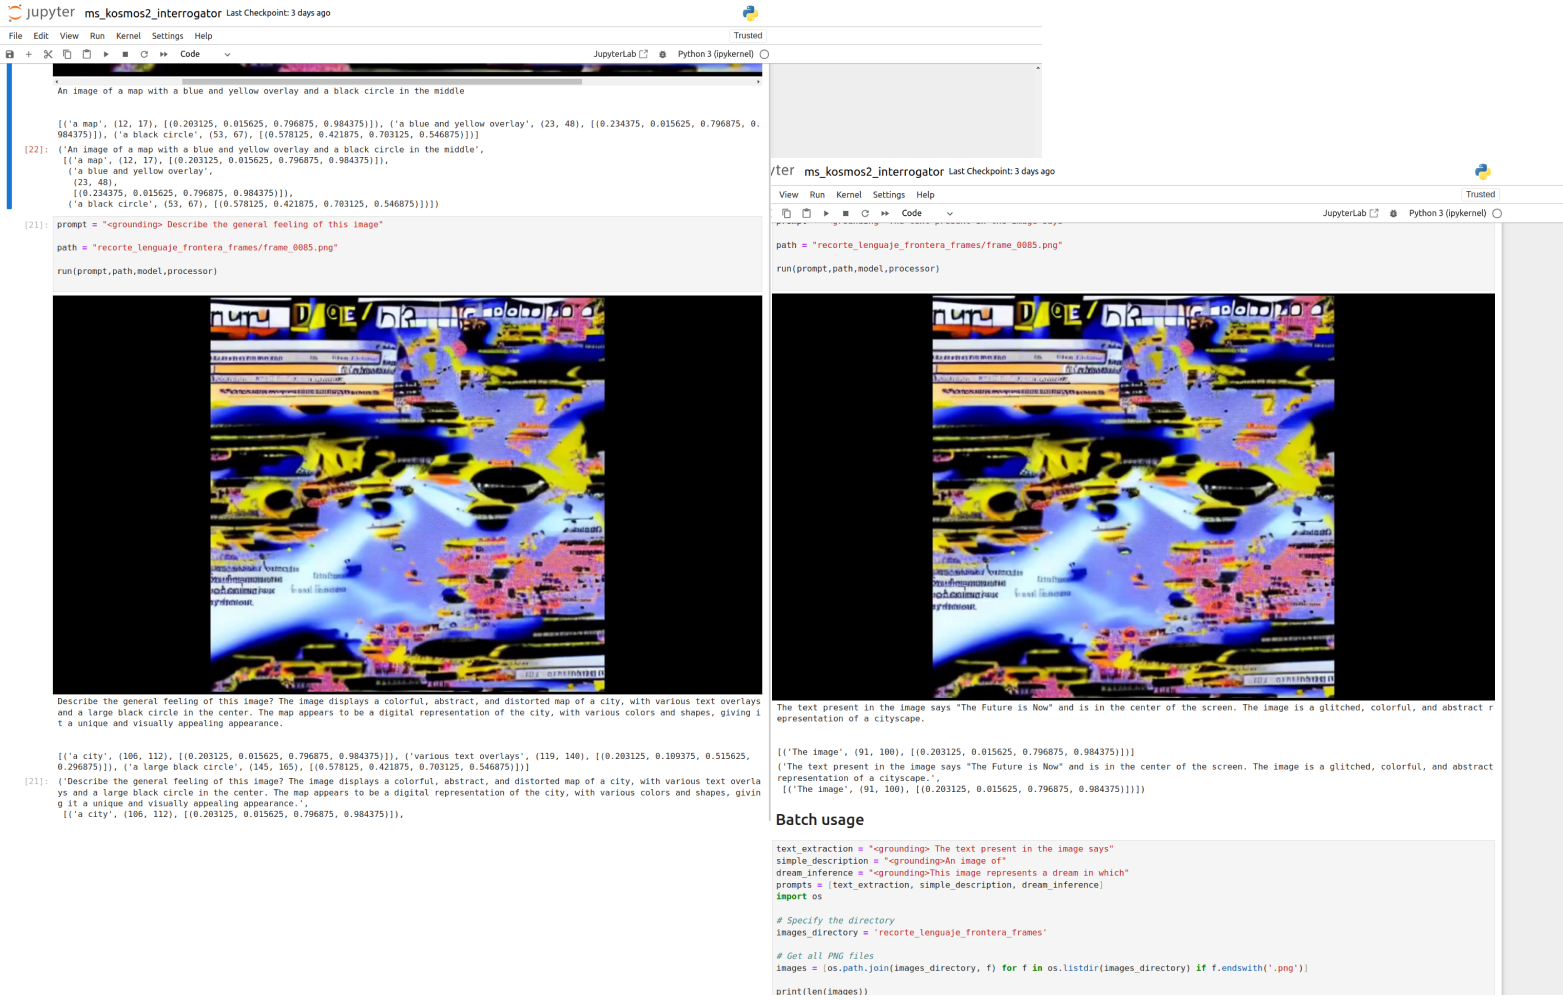 jupyter ms_kosmos2_interrogator Last Checkpoint: 3 days ago
File Edit View Run Kernel Settings Help
Trusted
Code
JupyterLab
Python 3 (ipykernel)
An image of a map with a blue and yellow overlay and a black circle in the middle
[('a map', (12, 17), [(0.203125, 0.015625, 0.796875, 0.984375)]), ('a blue and yellow overlay', (23, 48), [(0.234375, 0.015625, 0.796875, 0.
984375)]), ('a black circle', (53, 67), [(0.578125, 0.421875, 0.703125, 0.546875)])]
[22]: ('An image of a map with a blue and yellow overlay and a black circle in the middle',
[('a map', (12, 17), [(0.203125, 0.015625, 0.796875, 0.984375)]),
('a blue and yellow overlay',
(23, 48),
[(0.234375, 0.015625, 0.796875, 0.984375)]),
('a black circle', (53, 67), [(0.578125, 0.421875, 0.703125, 0.546875)])])
[21]: prompt = "<grounding> Describe the general feeling of this image"
path = "recorte_lenguaje_frontera_frames/frame_0085.png"
run(prompt,path,model,processor)
Describe the general feeling of this image? The image displays a colorful, abstract, and distorted map of a city, with various text overlays
and a large black circle in the center. The map appears to be a digital representation of the city, with various colors and shapes, giving i
t a unique and visually appealing appearance.
[('a city', (106, 112), [(0.203125, 0.015625, 0.796875, 0.984375)]), ('various text overlays', (119, 140), [(0.203125, 0.109375, 0.515625,
0.296875)]), ('a large black circle', (145, 165), [(0.578125, 0.421875, 0.703125, 0.546875)])]
[21]: ('Describe the general feeling of this image? The image displays a colorful, abstract, and distorted map of a city, with various text overla
ys and a large black circle in the center. The map appears to be a digital representation of the city, with various colors and shapes, givin
g it a unique and visually appealing appearance.',
[('a city', (106, 112), [(0.203125, 0.015625, 0.796875, 0.984375)]),
yter ms_kosmos2_interrogator Last Checkpoint: 3 days ago
View Run Kernel Settings Help
Trusted
Code
JupyterLab
Python 3 (ipykernel)
path = "recorte_lenguaje_frontera_frames/frame_0085.png"
run(prompt,path,model,processor)
The text present in the image says "The Future is Now" and is in the center of the screen. The image is a glitched, colorful, and abstract r
epresentation of a cityscape.
[('The image', (91, 100), [(0.203125, 0.015625, 0.796875, 0.984375)])]
('The text present in the image says "The Future is Now" and is in the center of the screen. The image is a glitched, colorful, and abstract
representation of a cityscape.',
[('The image', (91, 100), [(0.203125, 0.015625, 0.796875, 0.984375)])])
Batch usage
text_extraction = "<grounding> The text present in the image says"
simple_description = "<grounding>An image of"
dream_inference = "<grounding>This image represents a dream in which"
prompts = [text_extraction, simple_description, dream_inference]
import os
# Specify the directory
images_directory = 'recorte_lenguaje_frontera_frames'
# Get all PNG files
images = [os.path.join(images_directory, f) for f in os.listdir(images_directory) if f.endswith('.png')]
print(len(images))